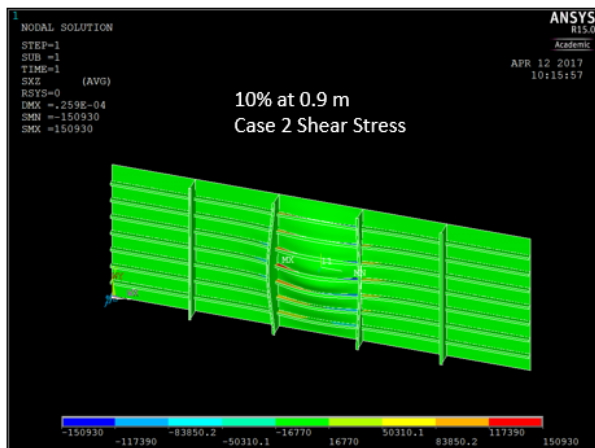 1
NODAL SOLUTION
ANSYS
R15.0
Academic
STEP=1
SUB =1
TIME=1
SXZ (AVG)
RSYS=0
DMX =.259E-04
SMN =-150930
SMX =150930
APR 12 2017
10:15:57
10% at 0.9 m
Case 2 Shear Stress
MX
MN
-150930 -83850.2 -16770 50310.1 117390
-117390 -50310.1 16770 83850.2 150930